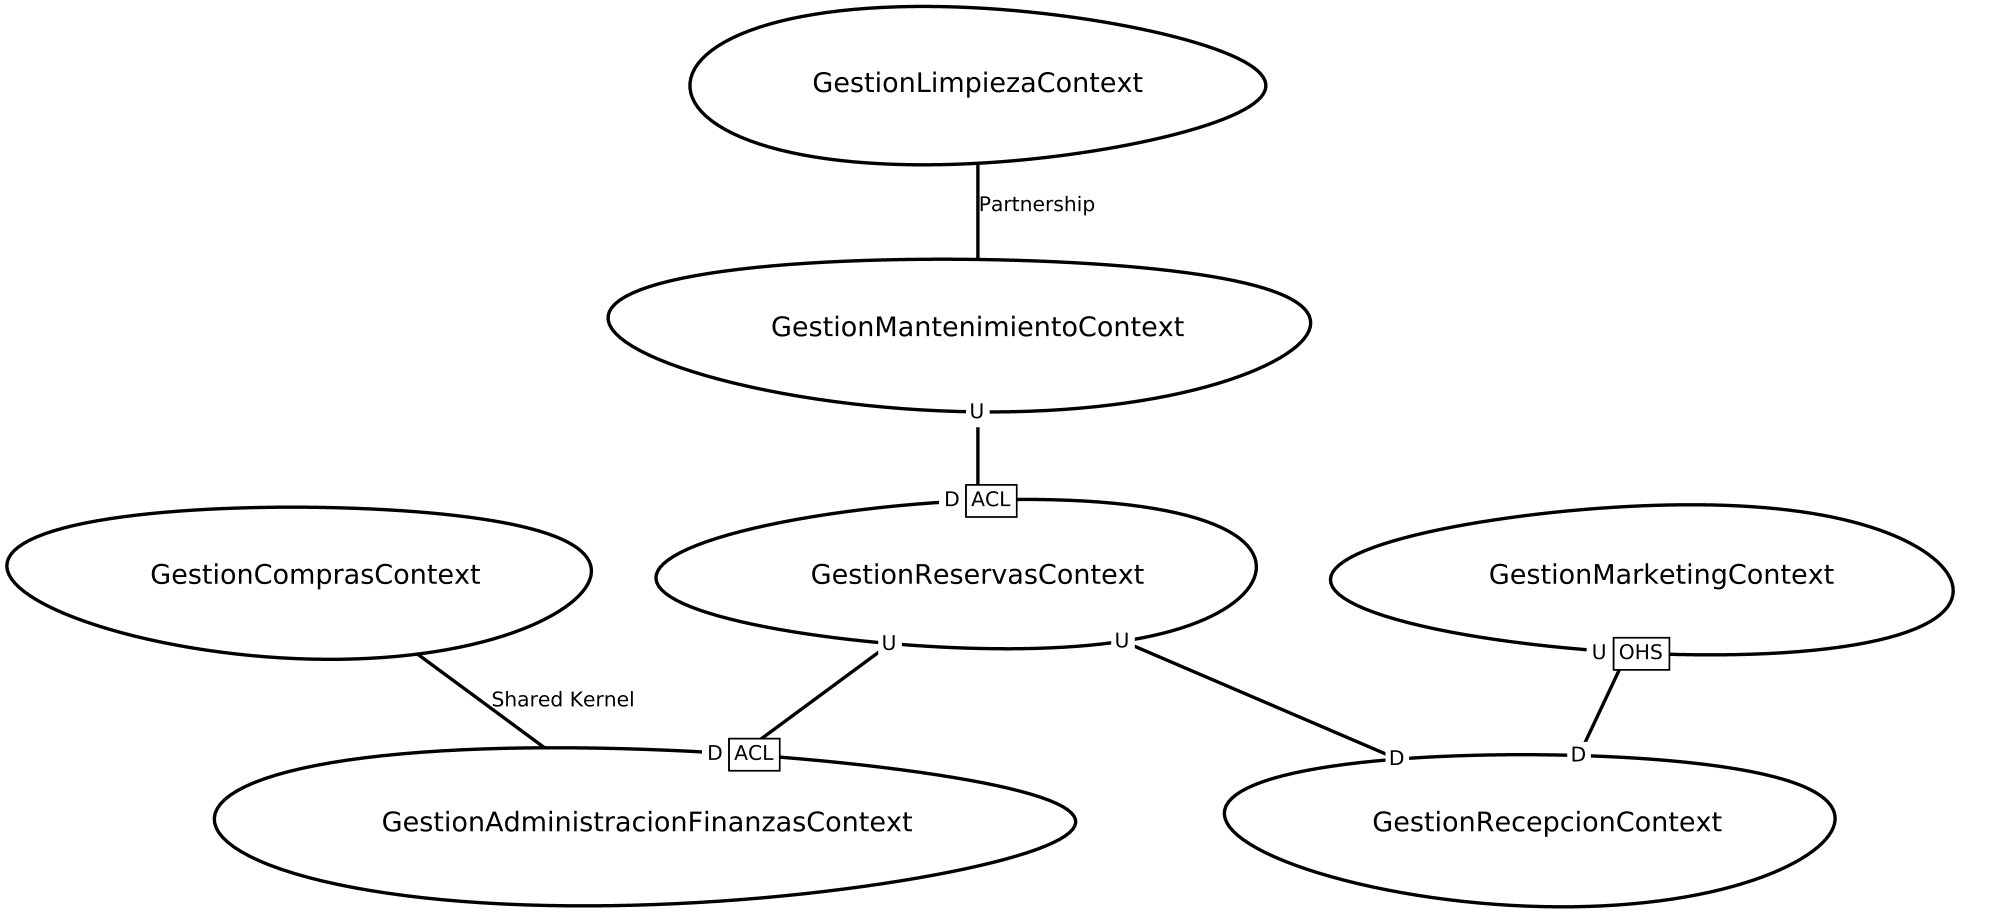 GestionLimpiezaContext
Partnership
GestionMantenimientoContext
U
D ACL
GestionComprasContext
GestionReservasContext
GestionMarketingContext
U
U
U OHS
Shared Kernel
D ACL
D
D
GestionAdministracionFinanzasContext
GestionRecepcionContext